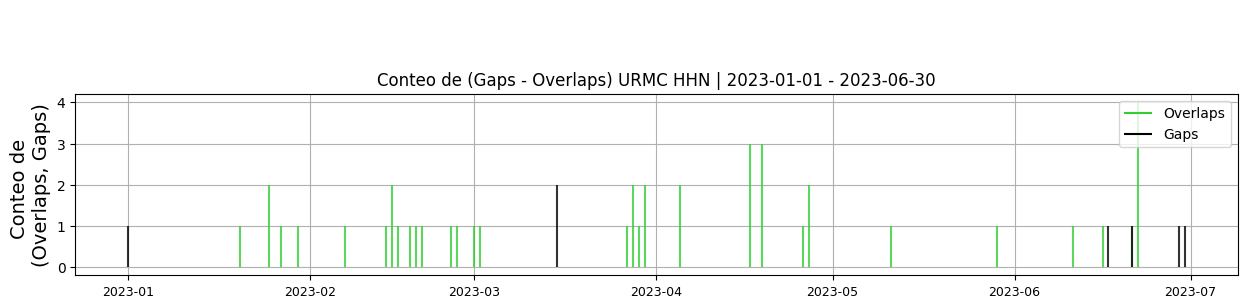 Conteo de (Gaps - Overlaps) URMC HHN | 2023-01-01 - 2023-06-30
Conteo de
(Overlaps, Gaps)
4
3
2
1
0
Overlaps
Gaps
2023-01
2023-02
2023-03
2023-04
2023-05
2023-06
2023-07